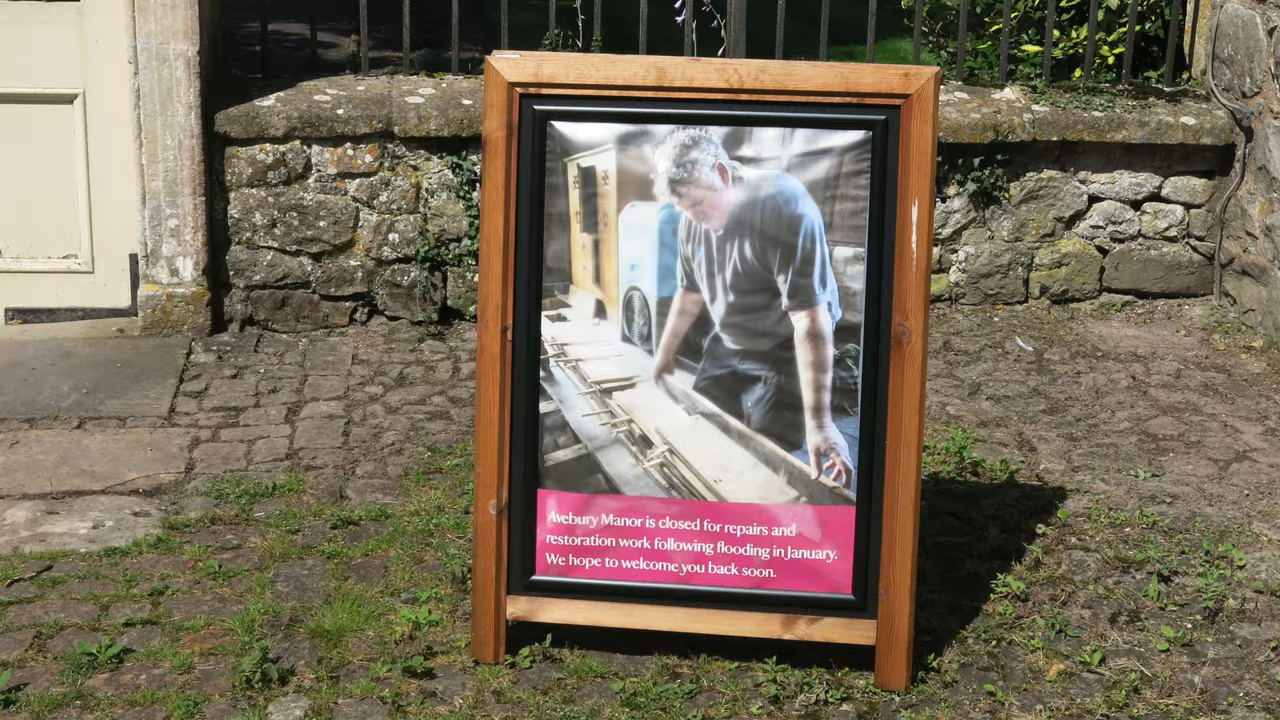 Avebury Manor is closed for repairs and
restoration work following flooding in January.
We hope to welcome you back soon.